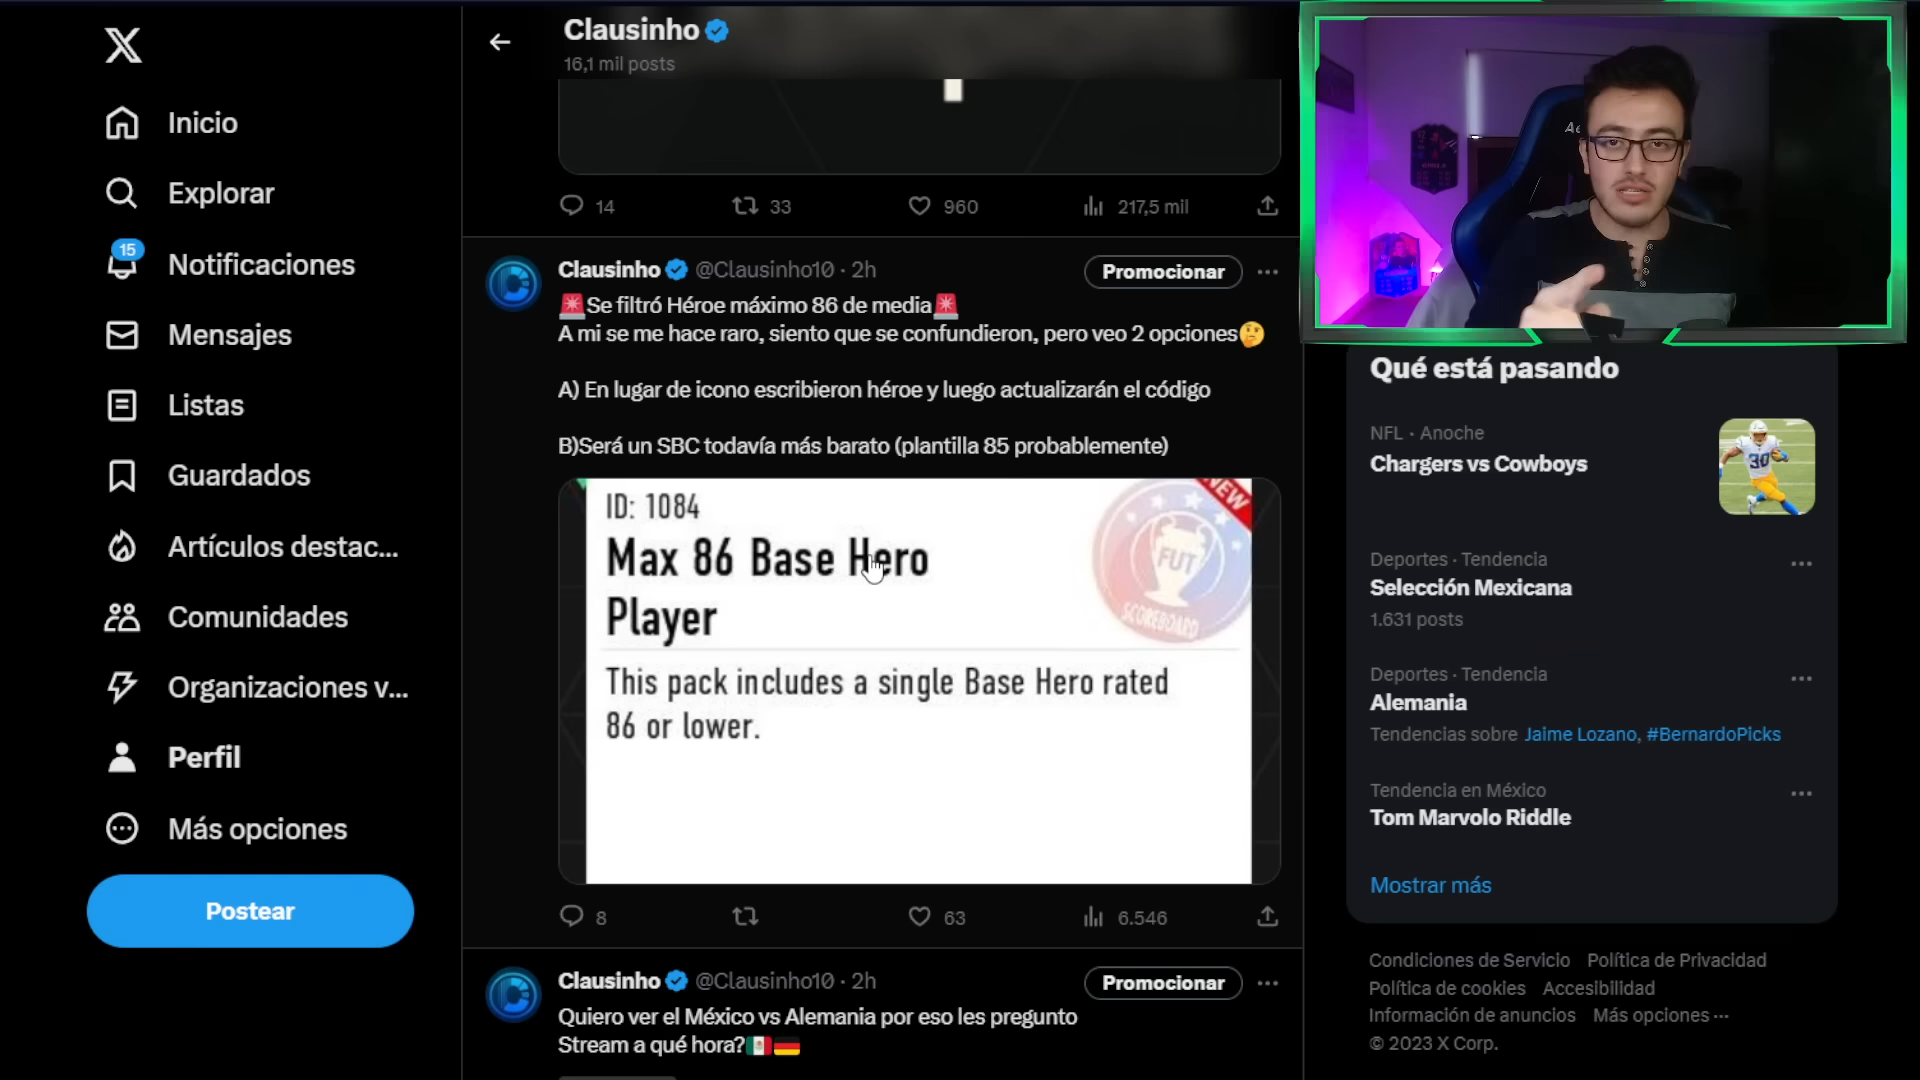 Inicio
Explorar
15
Notificaciones
Mensajes
Listas
Guardados
Artículos destac...
Comunidades
Organizaciones v...
Perfil
Más opciones
Postear
Clausinho
16,1 mil posts
14 33 960 217,5 mil
Clausinho @Clausinho10 · 2h
Promocionar
🚨Se filtró Héroe máximo 86 de media🚨
A mi se me hace raro, siento que se confundieron, pero veo 2 opciones🤔
A) En lugar de icono escribieron héroe y luego actualizarán el código
B)Será un SBC todavía más barato (plantilla 85 probablemente)
ID: 1084
NEW
Max 86 Base Hero
Player
FUT
SCOREBOARD
This pack includes a single Base Hero rated
86 or lower.
8 63 6.546
Clausinho @Clausinho10 · 2h
Promocionar
Quiero ver el México vs Alemania por eso les pregunto
Stream a qué hora?🇲🇽🇩🇪
Qué está pasando
NFL · Anoche
Chargers vs Cowboys
30
Deportes · Tendencia
Selección Mexicana
1.631 posts
Deportes · Tendencia
Alemania
Tendencias sobre Jaime Lozano, #BernardoPicks
Tendencia en México
Tom Marvolo Riddle
Mostrar más
Condiciones de Servicio Política de Privacidad
Política de cookies Accesibilidad
Información de anuncios Más opciones ···
© 2023 X Corp.